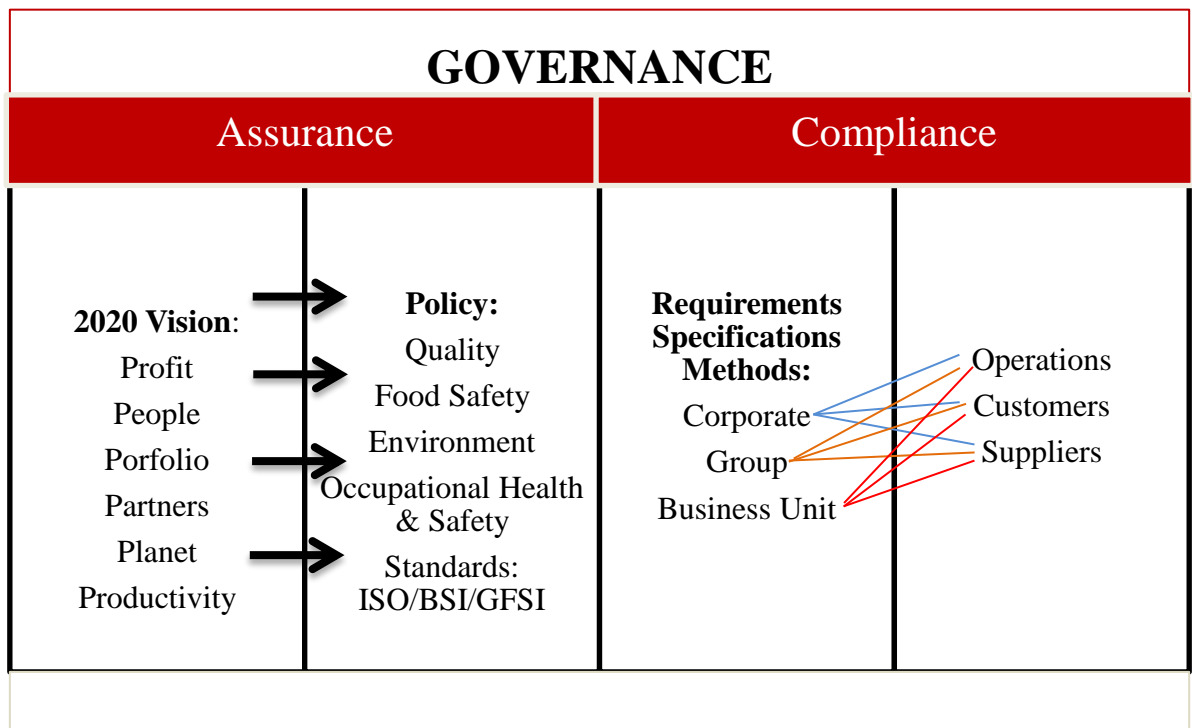 GOVERNANCE
Assurance
Compliance
2020 Vision:
Profit
People
Porfolio
Partners
Planet
Productivity
Policy:
Quality
Food Safety
Environment
Occupational Health
& Safety
Standards:
ISO/BSI/GFSI
Requirements
Specifications
Methods:
Corporate
Group
Business Unit
Operations
Customers
Suppliers